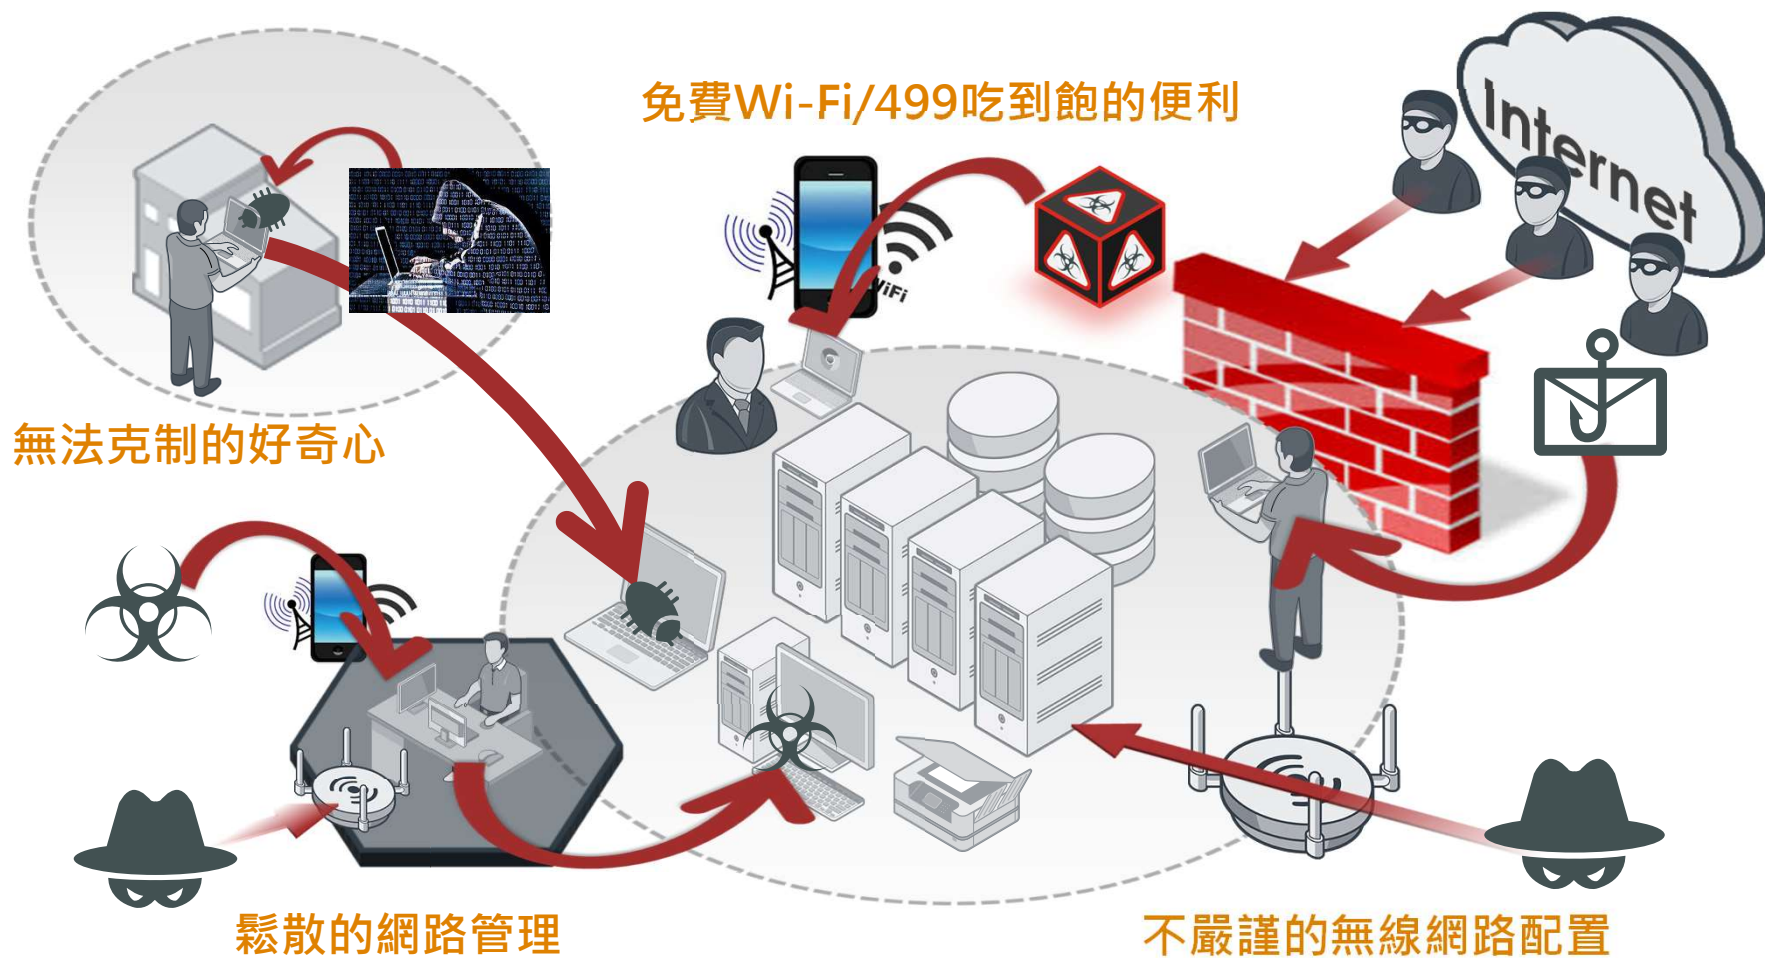 免費Wi-Fi/499吃到飽的便利
Internet
WiFi
無法克制的好奇心
鬆散的網路管理
不嚴謹的無線網路配置